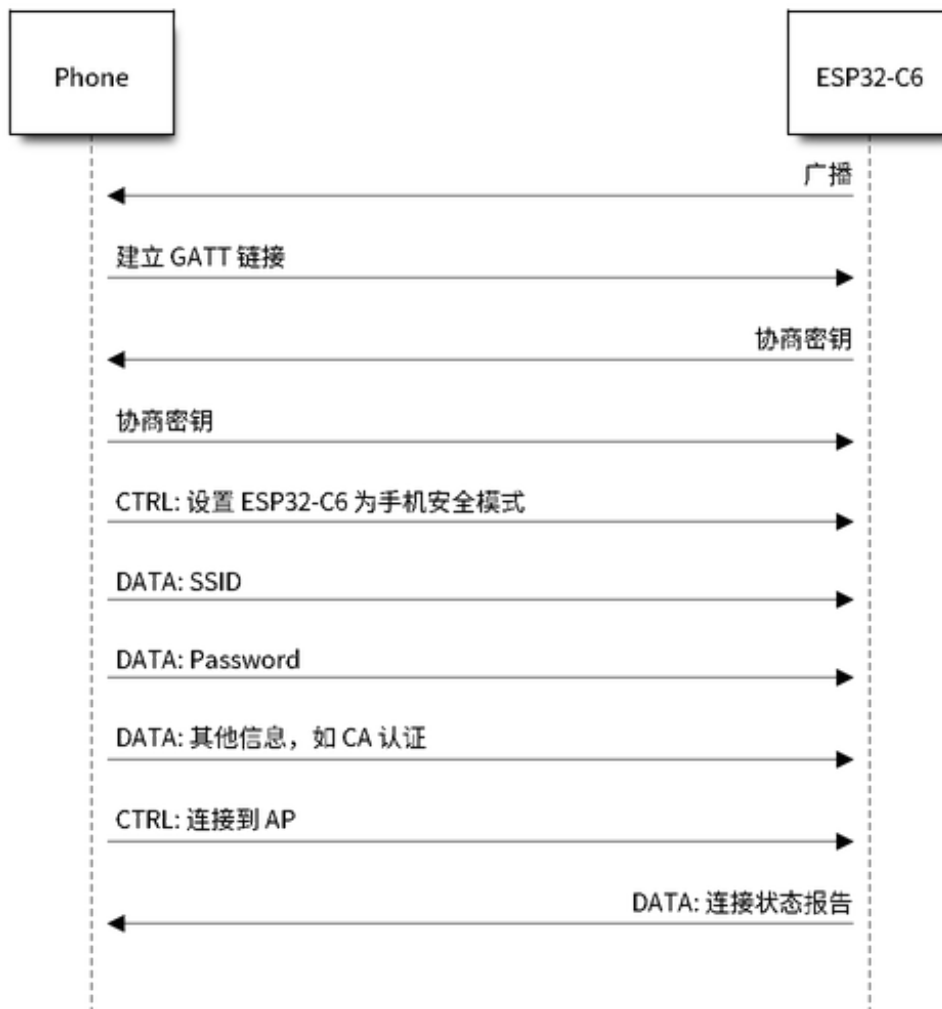 Phone
ESP32-C6
广播
建立 GATT 链接
协商密钥
协商密钥
CTRL: 设置 ESP32-C6 为手机安全模式
DATA: SSID
DATA: Password
DATA: 其他信息，如 CA 认证
CTRL: 连接到 AP
DATA: 连接状态报告